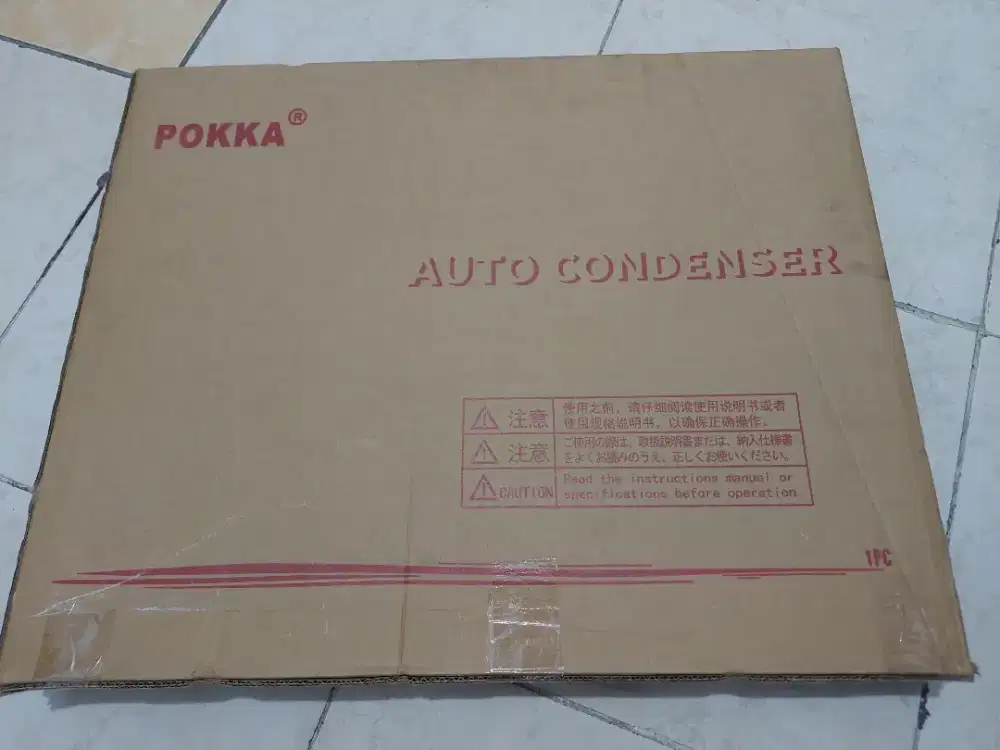 POKKA®
AUTO CONDENSER
注意
使用之前，请仔细阅读使用说明书或者
使用规格说明书，以确保正确操作。
注意
ご使用の際は、取扱説明書または、納入仕様書
をよくお読みのうえ、正しくお使いください。
CAUTION
Read the instructions manual or
specifications before operation
1PC